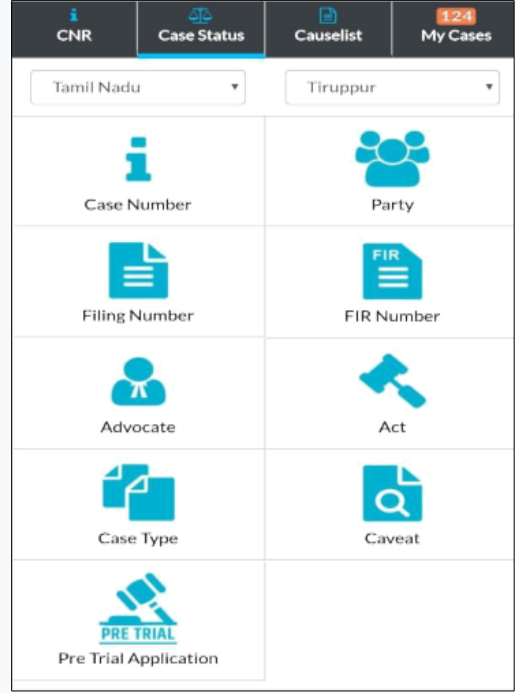 CNR
Case Status
Causelist
124
My Cases
Tamil Nadu
Tiruppur
Case Number
Party
FIR
Filing Number
FIR Number
Advocate
Act
Case Type
Caveat
PRE TRIAL
Pre Trial Application